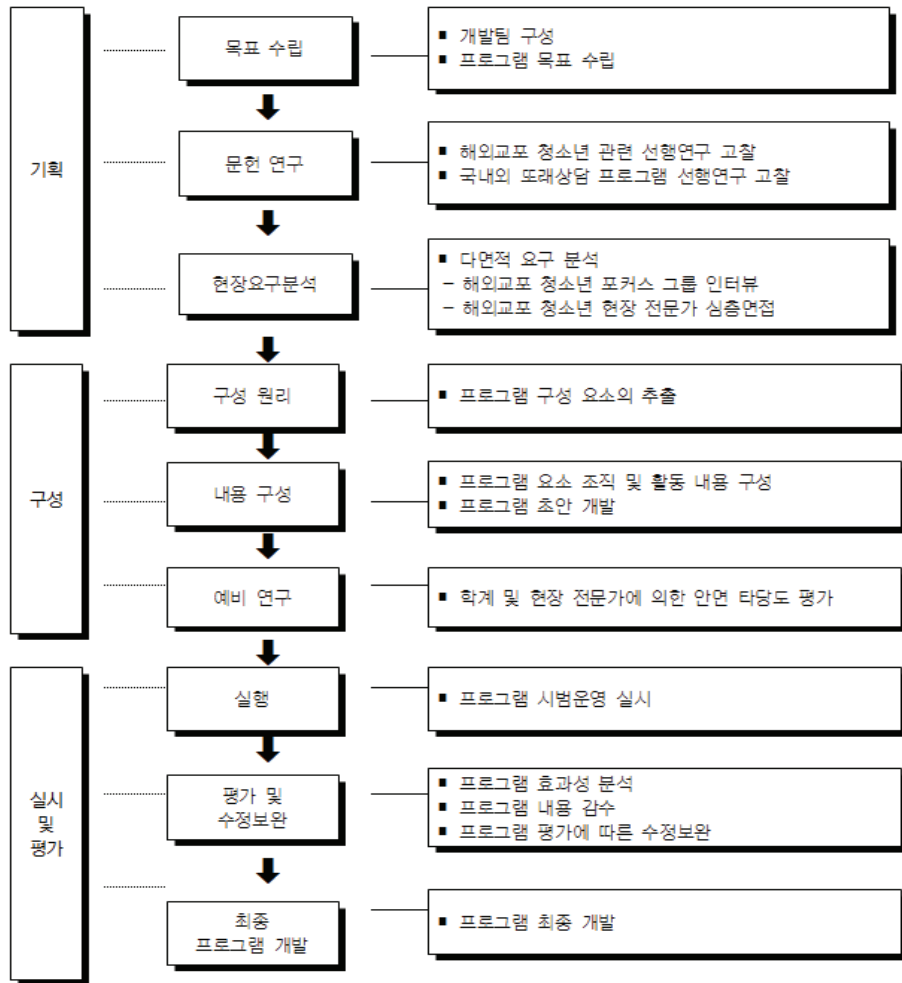 기획
목표 수립
■ 개발팀 구성
■ 프로그램 목표 수립
문헌 연구
■ 해외교포 청소년 관련 선행연구 고찰
■ 국내외 또래상담 프로그램 선행연구 고찰
현장요구분석
■ 다면적 요구 분석
– 해외교포 청소년 포커스 그룹 인터뷰
– 해외교포 청소년 현장 전문가 심층면접
구성
구성 원리
■ 프로그램 구성 요소의 추출
내용 구성
■ 프로그램 요소 조직 및 활동 내용 구성
■ 프로그램 초안 개발
예비 연구
■ 학계 및 현장 전문가에 의한 안면 타당도 평가
실시
및
평가
실행
■ 프로그램 시범운영 실시
평가 및
수정보완
■ 프로그램 효과성 분석
■ 프로그램 내용 감수
■ 프로그램 평가에 따른 수정보완
최종
프로그램 개발
■ 프로그램 최종 개발